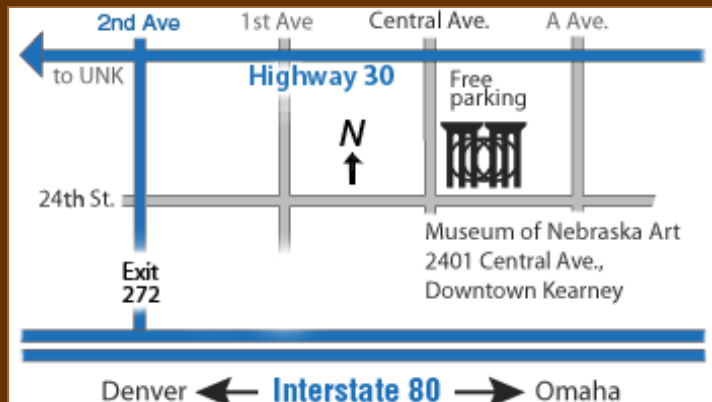 2nd Ave
1st Ave
Central Ave.
A Ave.
to UNK
Highway 30
Free
parking
N
24th St.
Museum of Nebraska Art
2401 Central Ave.,
Downtown Kearney
Exit
272
Denver
Interstate 80
Omaha